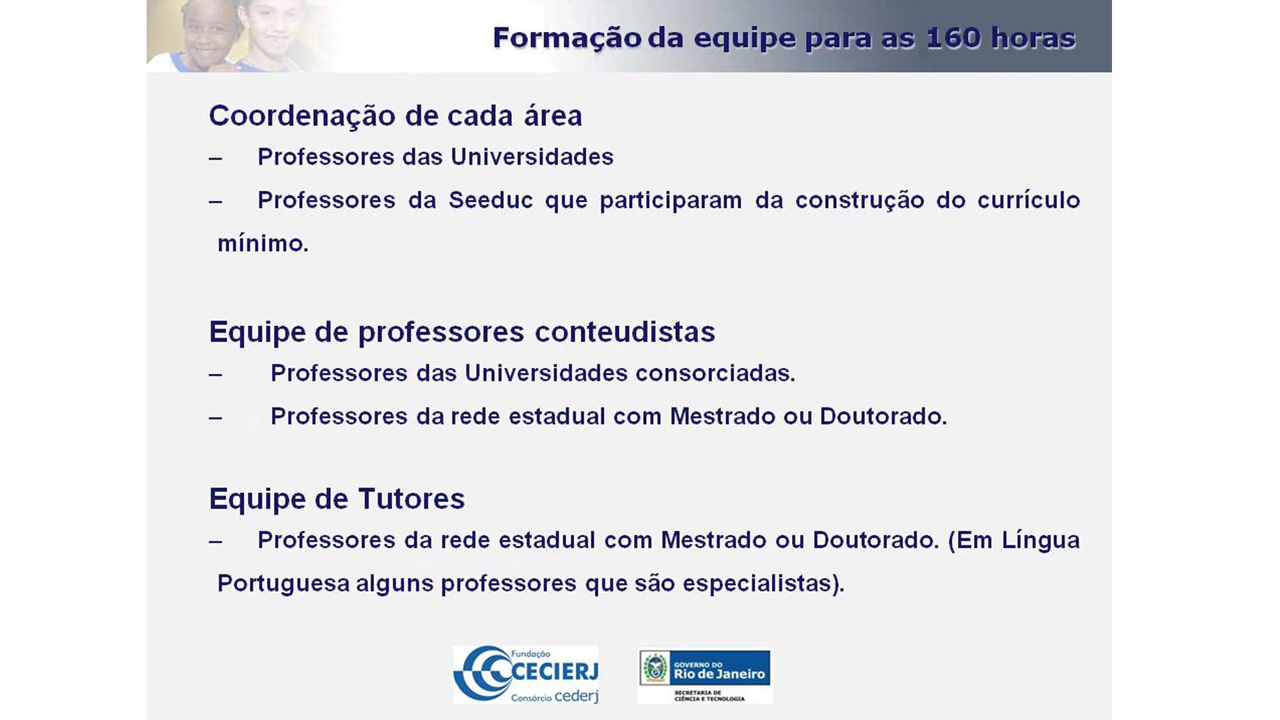 Formação da equipe para as 160 horas
Coordenação de cada área
– Professores das Universidades
– Professores da Seeduc que participaram da construção do currículo
mínimo.
Equipe de professores conteudistas
– Professores das Universidades consorciadas.
– Professores da rede estadual com Mestrado ou Doutorado.
Equipe de Tutores
– Professores da rede estadual com Mestrado ou Doutorado. (Em Língua
Portuguesa alguns professores que são especialistas).
Fundação
CECIERJ
Consórcio cederj
GOVERNO DO
Rio de Janeiro
SECRETARIA DE
CIÊNCIA E TECNOLOGIA